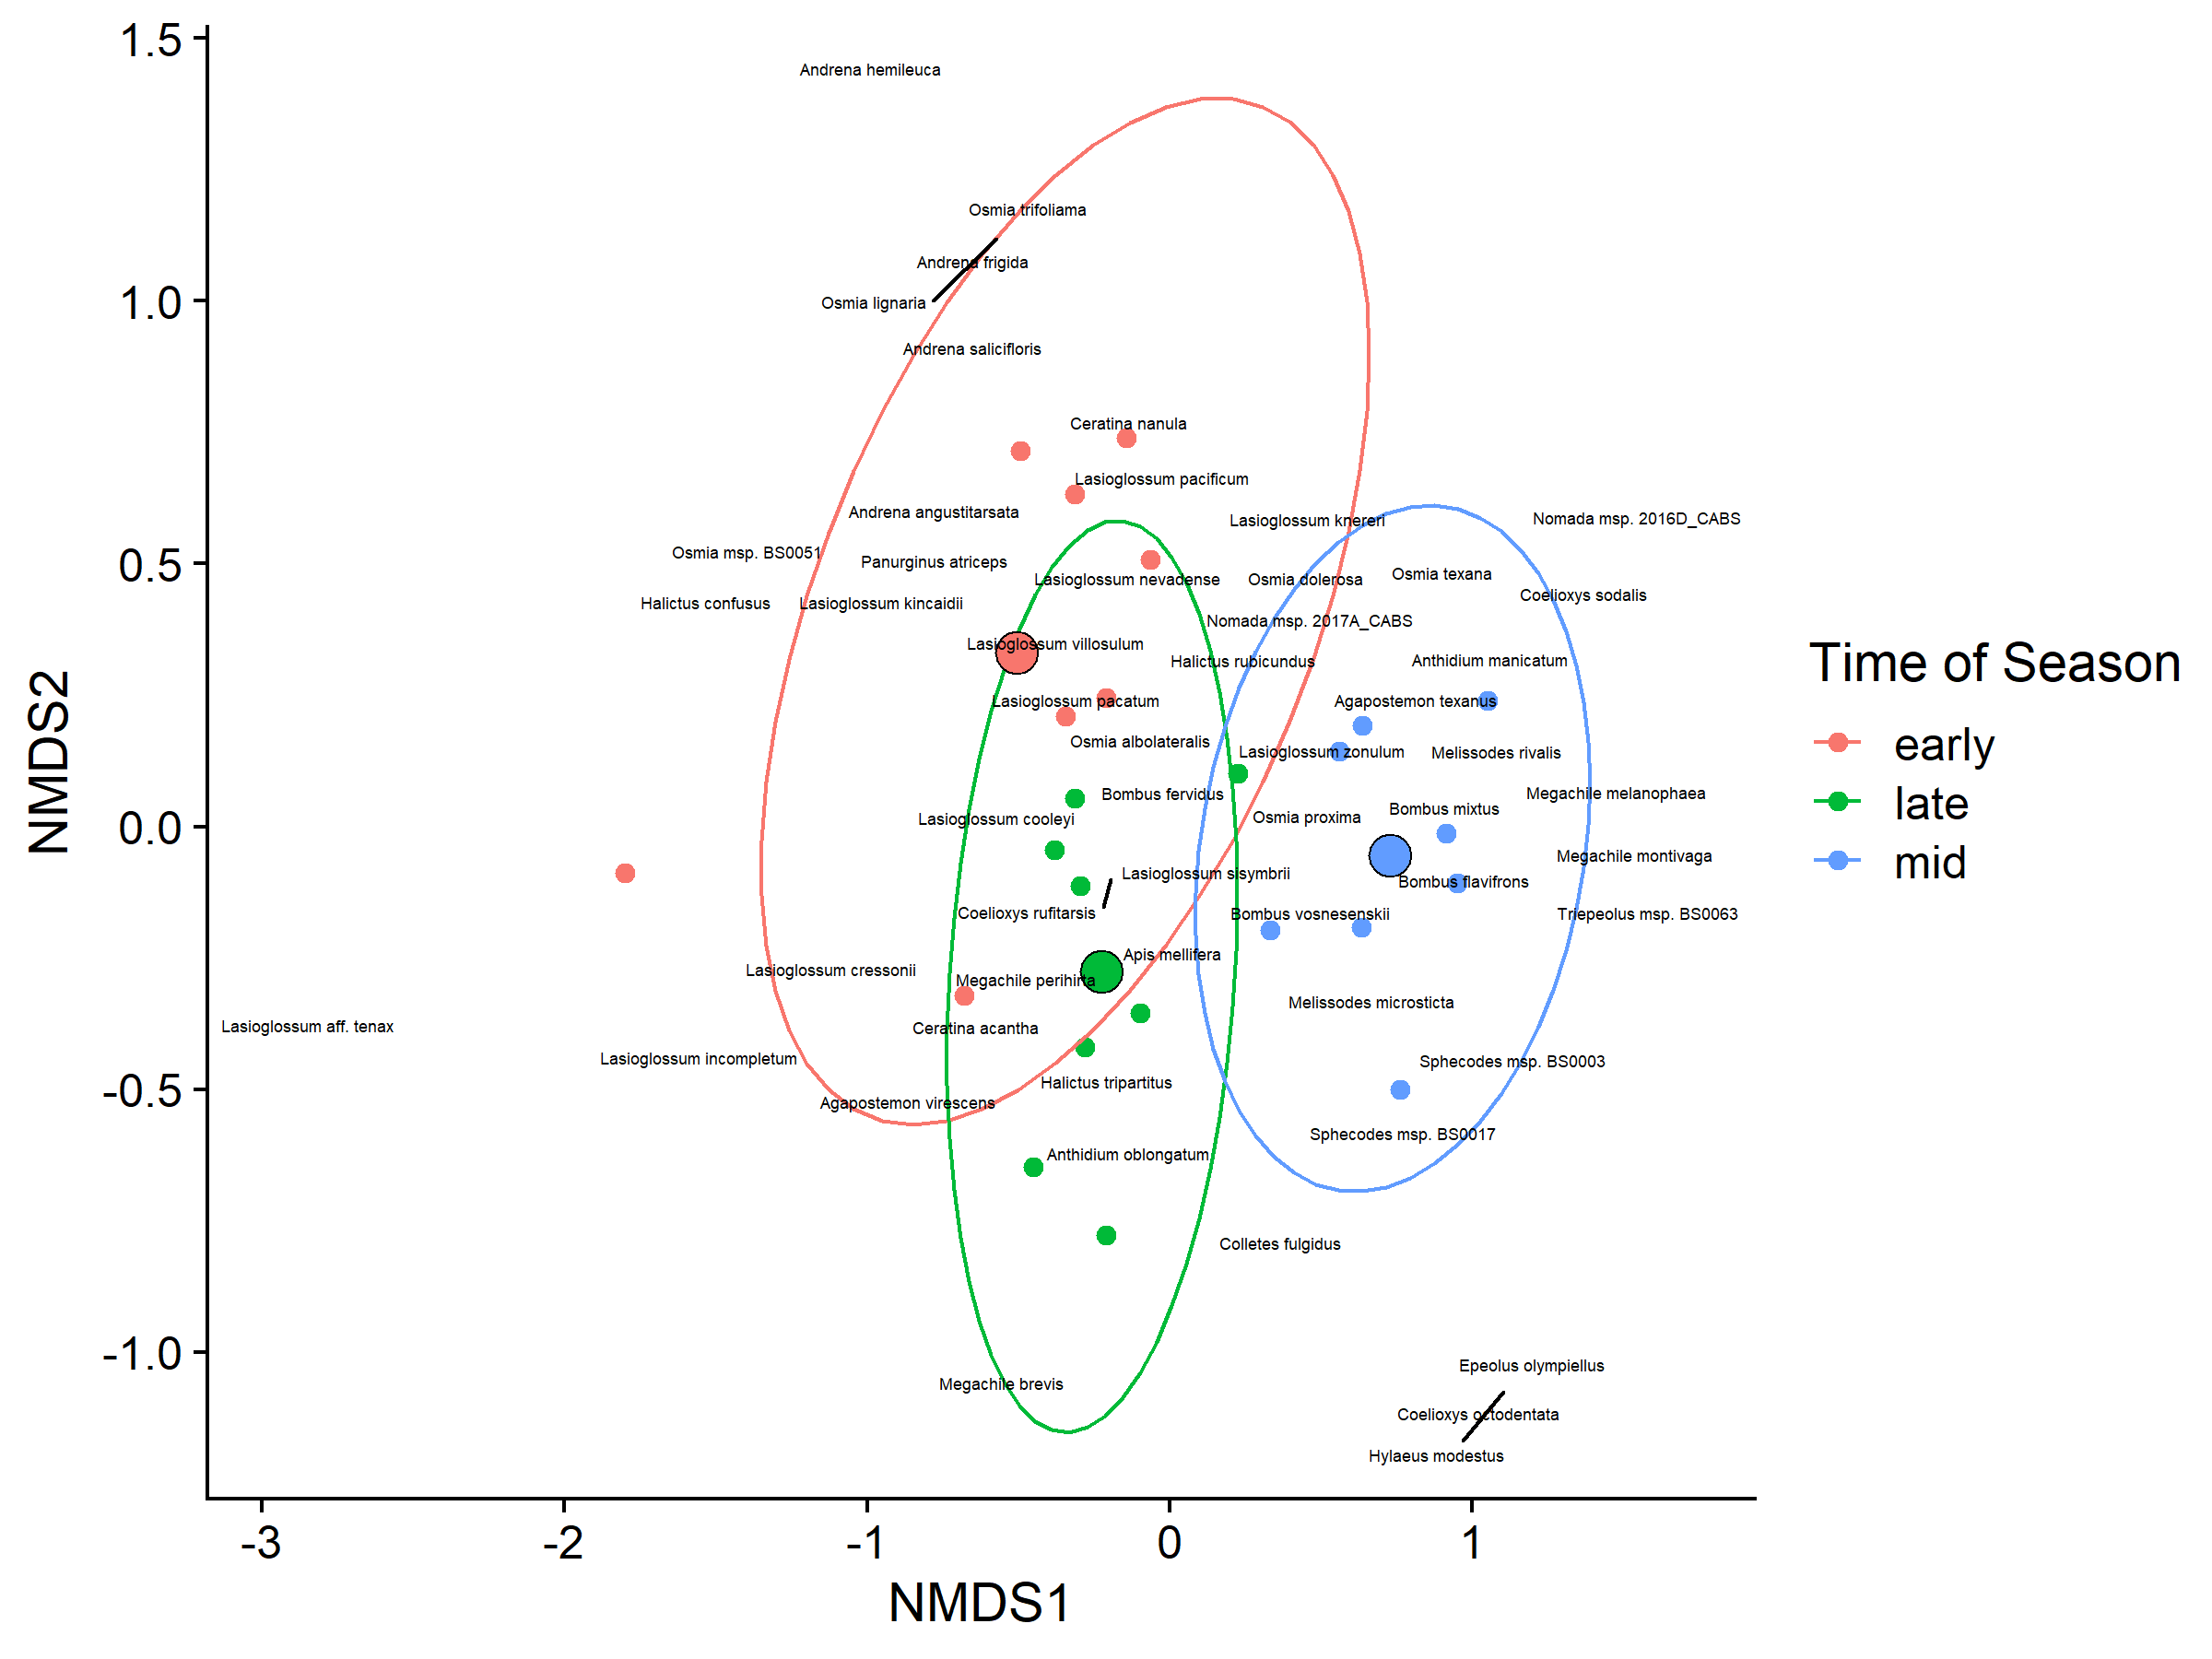 1.5
Andrena hemileuca
Osmia trifoliama
Andrena frigida
1.0
Osmia lignaria
Andrena salicifloris
Ceratina nanula
Lasioglossum pacificum
Andrena angustitarsata
Lasioglossum knereri
Nomada msp. 2016D_CABS
Osmia msp. BS0051
0.5
Panurginus atriceps
Lasioglossum nevadense
Osmia dolerosa
Osmia texana
Coelioxys sodalis
Halictus confusus
Lasioglossum kincaidii
Nomada msp. 2017A_CABS
Lasioglossum villosulum
Halictus rubicundus
Anthidium manicatum
Lasioglossum pacatum
Agapostemon texanus
Osmia albolateralis
Lasioglossum zonulum
Melissodes rivalis
Bombus fervidus
Megachile melanophaea
Lasioglossum cooleyi
Osmia proxima
Bombus mixtus
0.0
Megachile montivaga
Lasioglossum sisymbrii
Bombus flavifrons
Coelioxys rufitarsis
Bombus vosnesenskii
Triepeolus msp. BS0063
Apis mellifera
Lasioglossum cressonii
Megachile perihirta
Melissodes microsticta
Lasioglossum aff. tenax
Ceratina acantha
Lasioglossum incompletum
Sphecodes msp. BS0003
Halictus tripartitus
-0.5
Agapostemon virescens
Sphecodes msp. BS0017
Anthidium oblongatum
Colletes fulgidus
-1.0
Epeolus olympiellus
Megachile brevis
Coelioxys octodentata
Hylaeus modestus
-3
-2
-1
0
1
NMDS1
NMDS2
Time of Season
early
late
mid